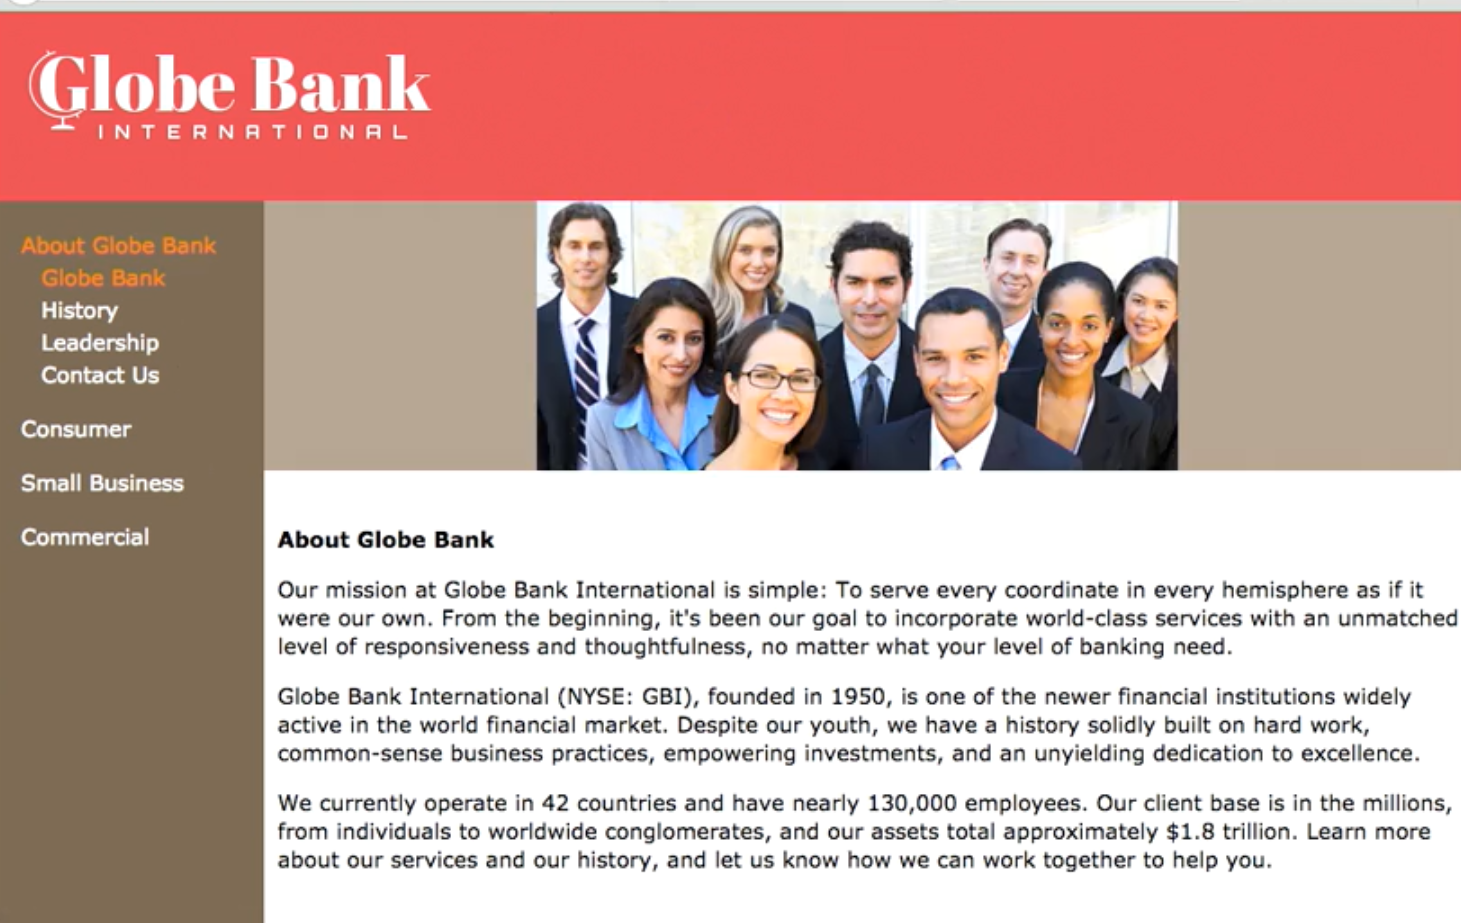 Globe Bank
INTERNATIONAL
About Globe Bank
Globe Bank
History
Leadership
Contact Us
Consumer
Small Business
Commercial
About Globe Bank
Our mission at Globe Bank International is simple: To serve every coordinate in every hemisphere as if it
were our own. From the beginning, it's been our goal to incorporate world-class services with an unmatched
level of responsiveness and thoughtfulness, no matter what your level of banking need.
Globe Bank International (NYSE: GBI), founded in 1950, is one of the newer financial institutions widely
active in the world financial market. Despite our youth, we have a history solidly built on hard work,
common-sense business practices, empowering investments, and an unyielding dedication to excellence.
We currently operate in 42 countries and have nearly 130,000 employees. Our client base is in the millions,
from individuals to worldwide conglomerates, and our assets total approximately $1.8 trillion. Learn more
about our services and our history, and let us know how we can work together to help you.